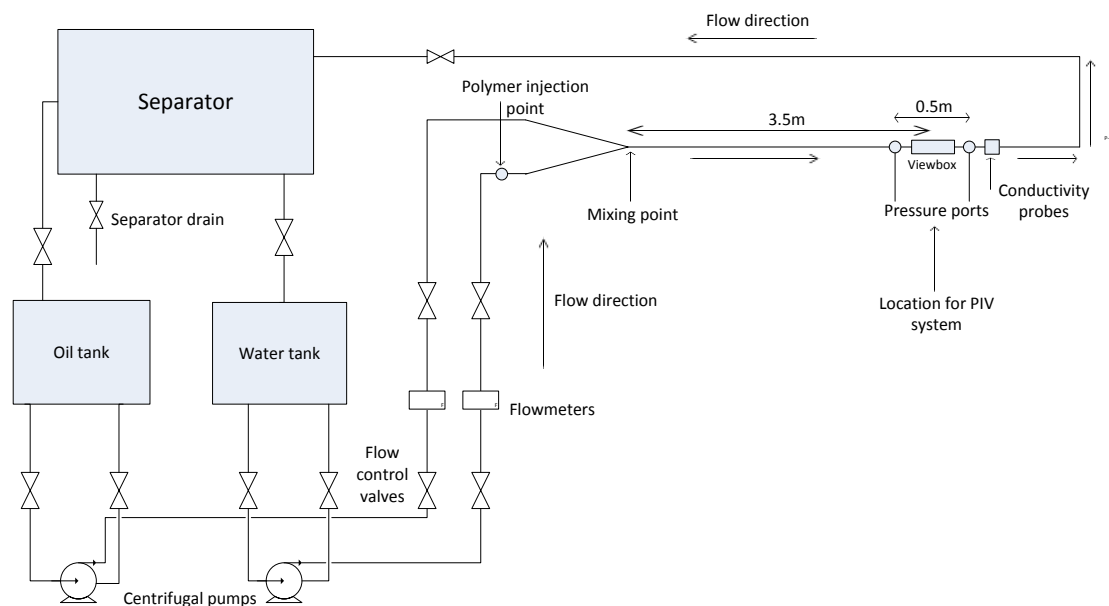 Flow direction
Separator
Polymer injection
point
0.5m
3.5m
Viewbox
Mixing point
Pressure ports
Conductivity
probes
Separator drain
Flow direction
Location for PIV
system
Oil tank
Water tank
Flowmeters
F
F
Flow
control
valves
Centrifugal pumps